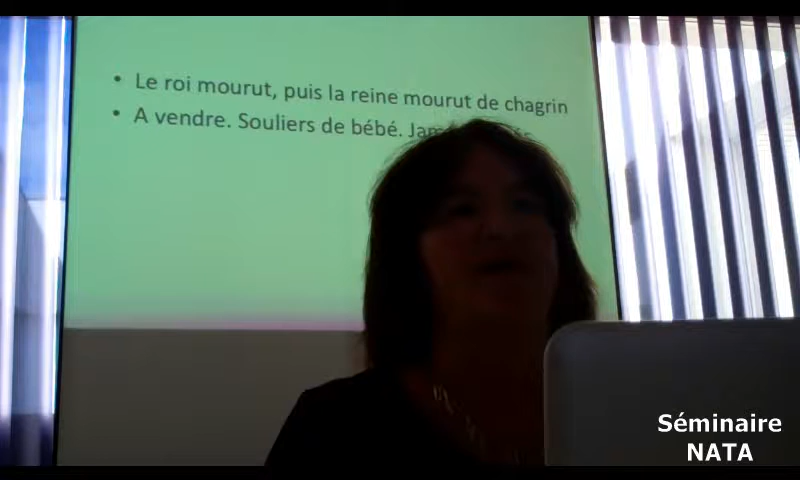 • Le roi mourut, puis la reine mourut de chagrin
• A vendre. Souliers de bébé.
Séminaire
NATA